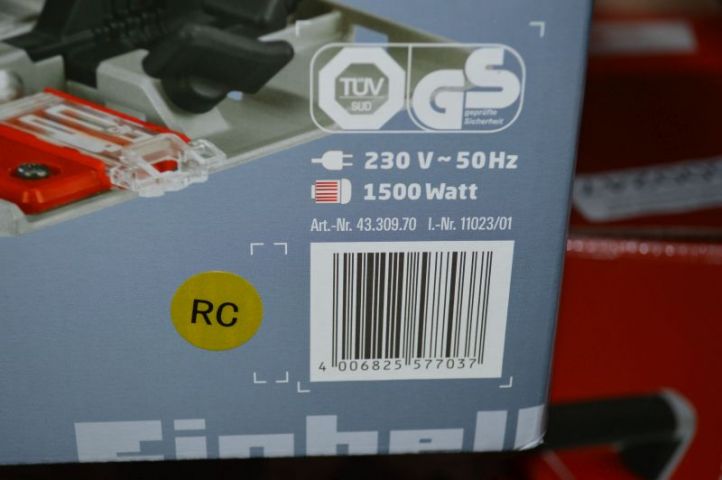 TÜV
SÜD
GS
geprüfte
Sicherheit
230 V ~ 50 Hz
1500 Watt
Art.-Nr. 43.309.70 I.-Nr. 11023/01
RC
4 006825 577037
Einhell